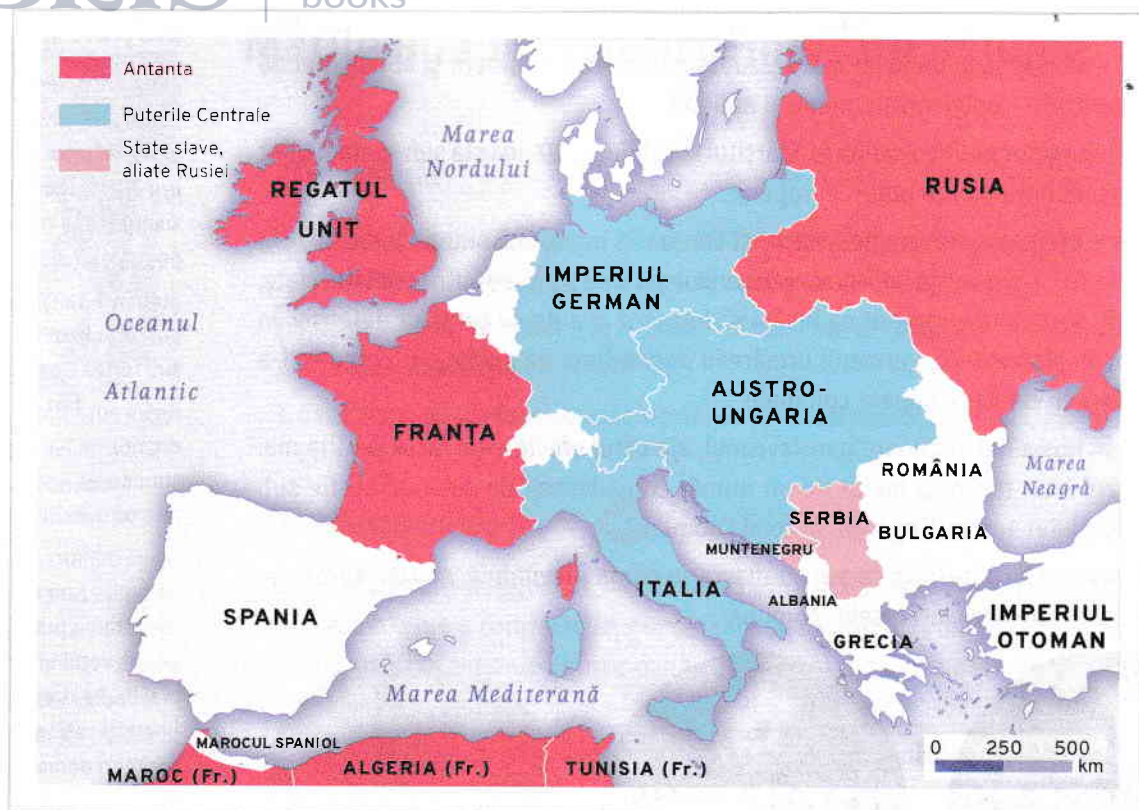 books
Antanta
Puterile Centrale
State slave,
aliate Rusiei
Marea
Nordului
REGATUL
UNIT
RUSIA
IMPERIUL
GERMAN
Oceanul
Atlantic
AUSTRO-
UNGARIA
FRANȚA
ROMÂNIA
Marea
Neagră
SERBIA
BULGARIA
MUNTENEGRU
ITALIA
ALBANIA
SPANIA
IMPERIUL
OTOMAN
GRECIA
Marea Mediterană
MAROCUL SPANIOL
MAROC (Fr.)
ALGERIA (Fr.)
TUNISIA (Fr.)
0 250 500
km